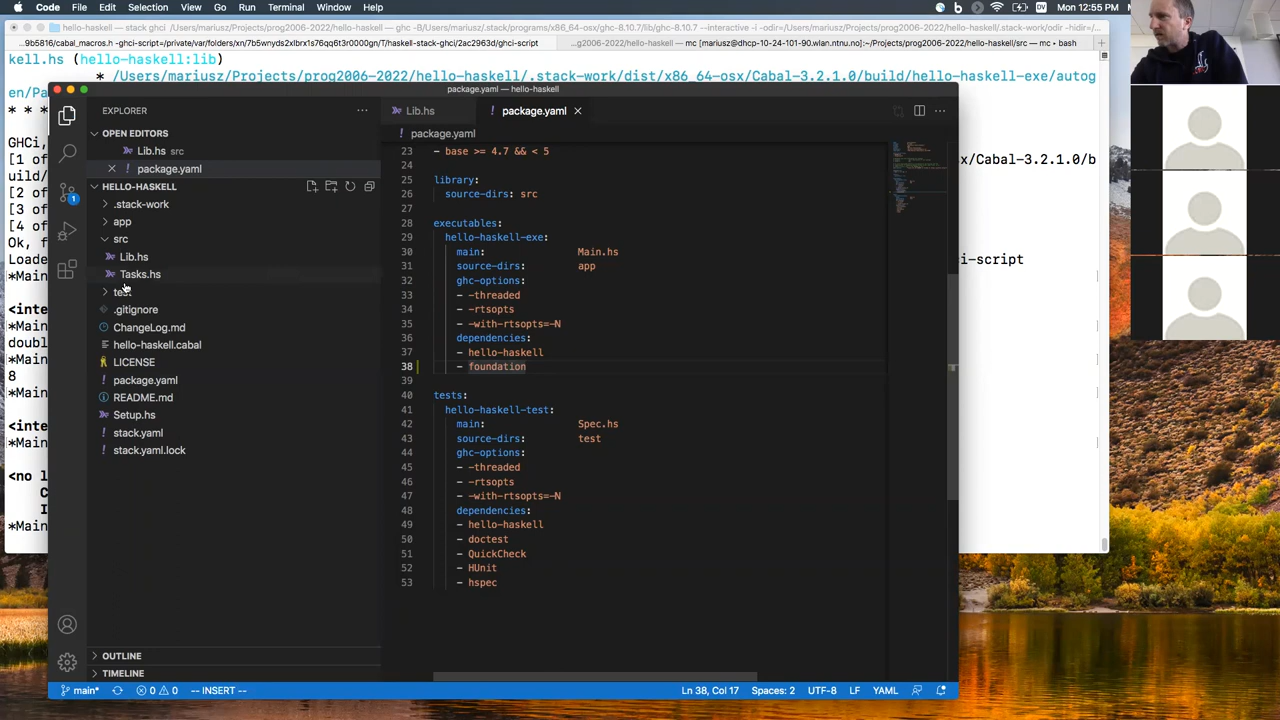 Code File Edit Selection View Go Run Terminal Window Help DV Wed 12 Jan 12:55 PM
hello-haskell — stack ghci ◂ /Users/mariusz/Projects/prog2006-2022/hello-haskell — ghc -B/Users/mariusz/.stack/programs/x86_64-osx/ghc-8.10.7/lib/ghc-8.10.7 --interactive -i -odir=/Users/mariusz/Projects/prog2006-2022/hello-haskell/.stack-work/odir -hidir=/
...9b5816/cabal_macros.h -ghci-script=/private/var/folders/xn/7b5wnyds2xlbrx1s76qq6t3r0000gn/T/haskell-stack-ghci/2ac2963d/ghci-script
...g2006-2022/hello-haskell — mc [mariusz@dhcp-10-24-101-90.wlan.ntnu.no]:~/Projects/prog2006-2022/hello-haskell/src — mc ▸ bash
kell.hs (hello-haskell:lib)
* /Users/mariusz/Projects/prog2006-2022/hello-haskell/.stack-work/dist/x86_64-osx/Cabal-3.2.1.0/build/hello-haskell-exe/autog
en/Pa
* * *
GHCi,
[1 of
sx/Cabal-3.2.1.0/b
uild/
[2 of
[3 of
[4 of
Ok, f
Loade
i-script
*Main
<inte
*Main
doubl
*Main
8
<inte
*Main
<no l
C
I
*Main
package.yaml — hello-haskell
EXPLORER
OPEN EDITORS
Lib.hs src
package.yaml
HELLO-HASKELL
.stack-work
app
src
Lib.hs
Tasks.hs
test
.gitignore
ChangeLog.md
hello-haskell.cabal
LICENSE
package.yaml
README.md
Setup.hs
stack.yaml
stack.yaml.lock
OUTLINE
TIMELINE
1
Lib.hs
package.yaml
package.yaml
23 - base >= 4.7 && < 5
24
25 library:
26 source-dirs: src
27
28 executables:
29 hello-haskell-exe:
30 main: Main.hs
31 source-dirs: app
32 ghc-options:
33 - -threaded
34 - -rtsopts
35 - -with-rtsopts=-N
36 dependencies:
37 - hello-haskell
38 - foundation
39
40 tests:
41 hello-haskell-test:
42 main: Spec.hs
43 source-dirs: test
44 ghc-options:
45 - -threaded
46 - -rtsopts
47 - -with-rtsopts=-N
48 dependencies:
49 - hello-haskell
50 - doctest
51 - QuickCheck
52 - HUnit
53 - hspec
main* 0 0 -- INSERT -- Ln 38, Col 17 Spaces: 2 UTF-8 LF YAML